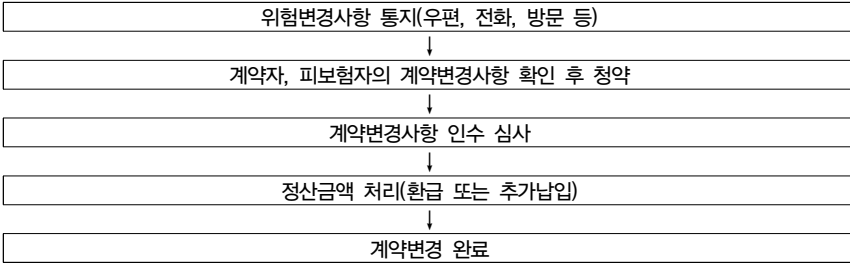 위험변경사항 통지(우편, 전화, 방문 등)
계약자, 피보험자의 계약변경사항 확인 후 청약
계약변경사항 인수 심사
정산금액 처리(환급 또는 추가납입)
계약변경 완료